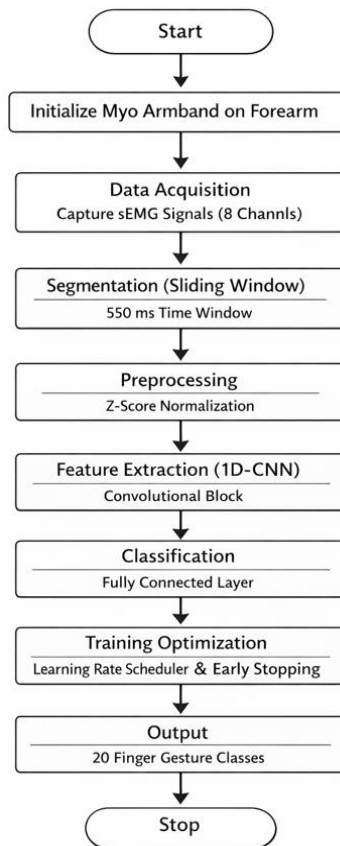 Start
Initialize Myo Armband on Forearm
Data Acquisition
Capture sEMG Signals (8 Channls)
Segmentation (Sliding Window)
550 ms Time Window
Preprocessing
Z-Score Normalization
Feature Extraction (1D-CNN)
Convolutional Block
Classification
Fully Connected Layer
Training Optimization
Learning Rate Scheduler & Early Stopping
Output
20 Finger Gesture Classes
Stop